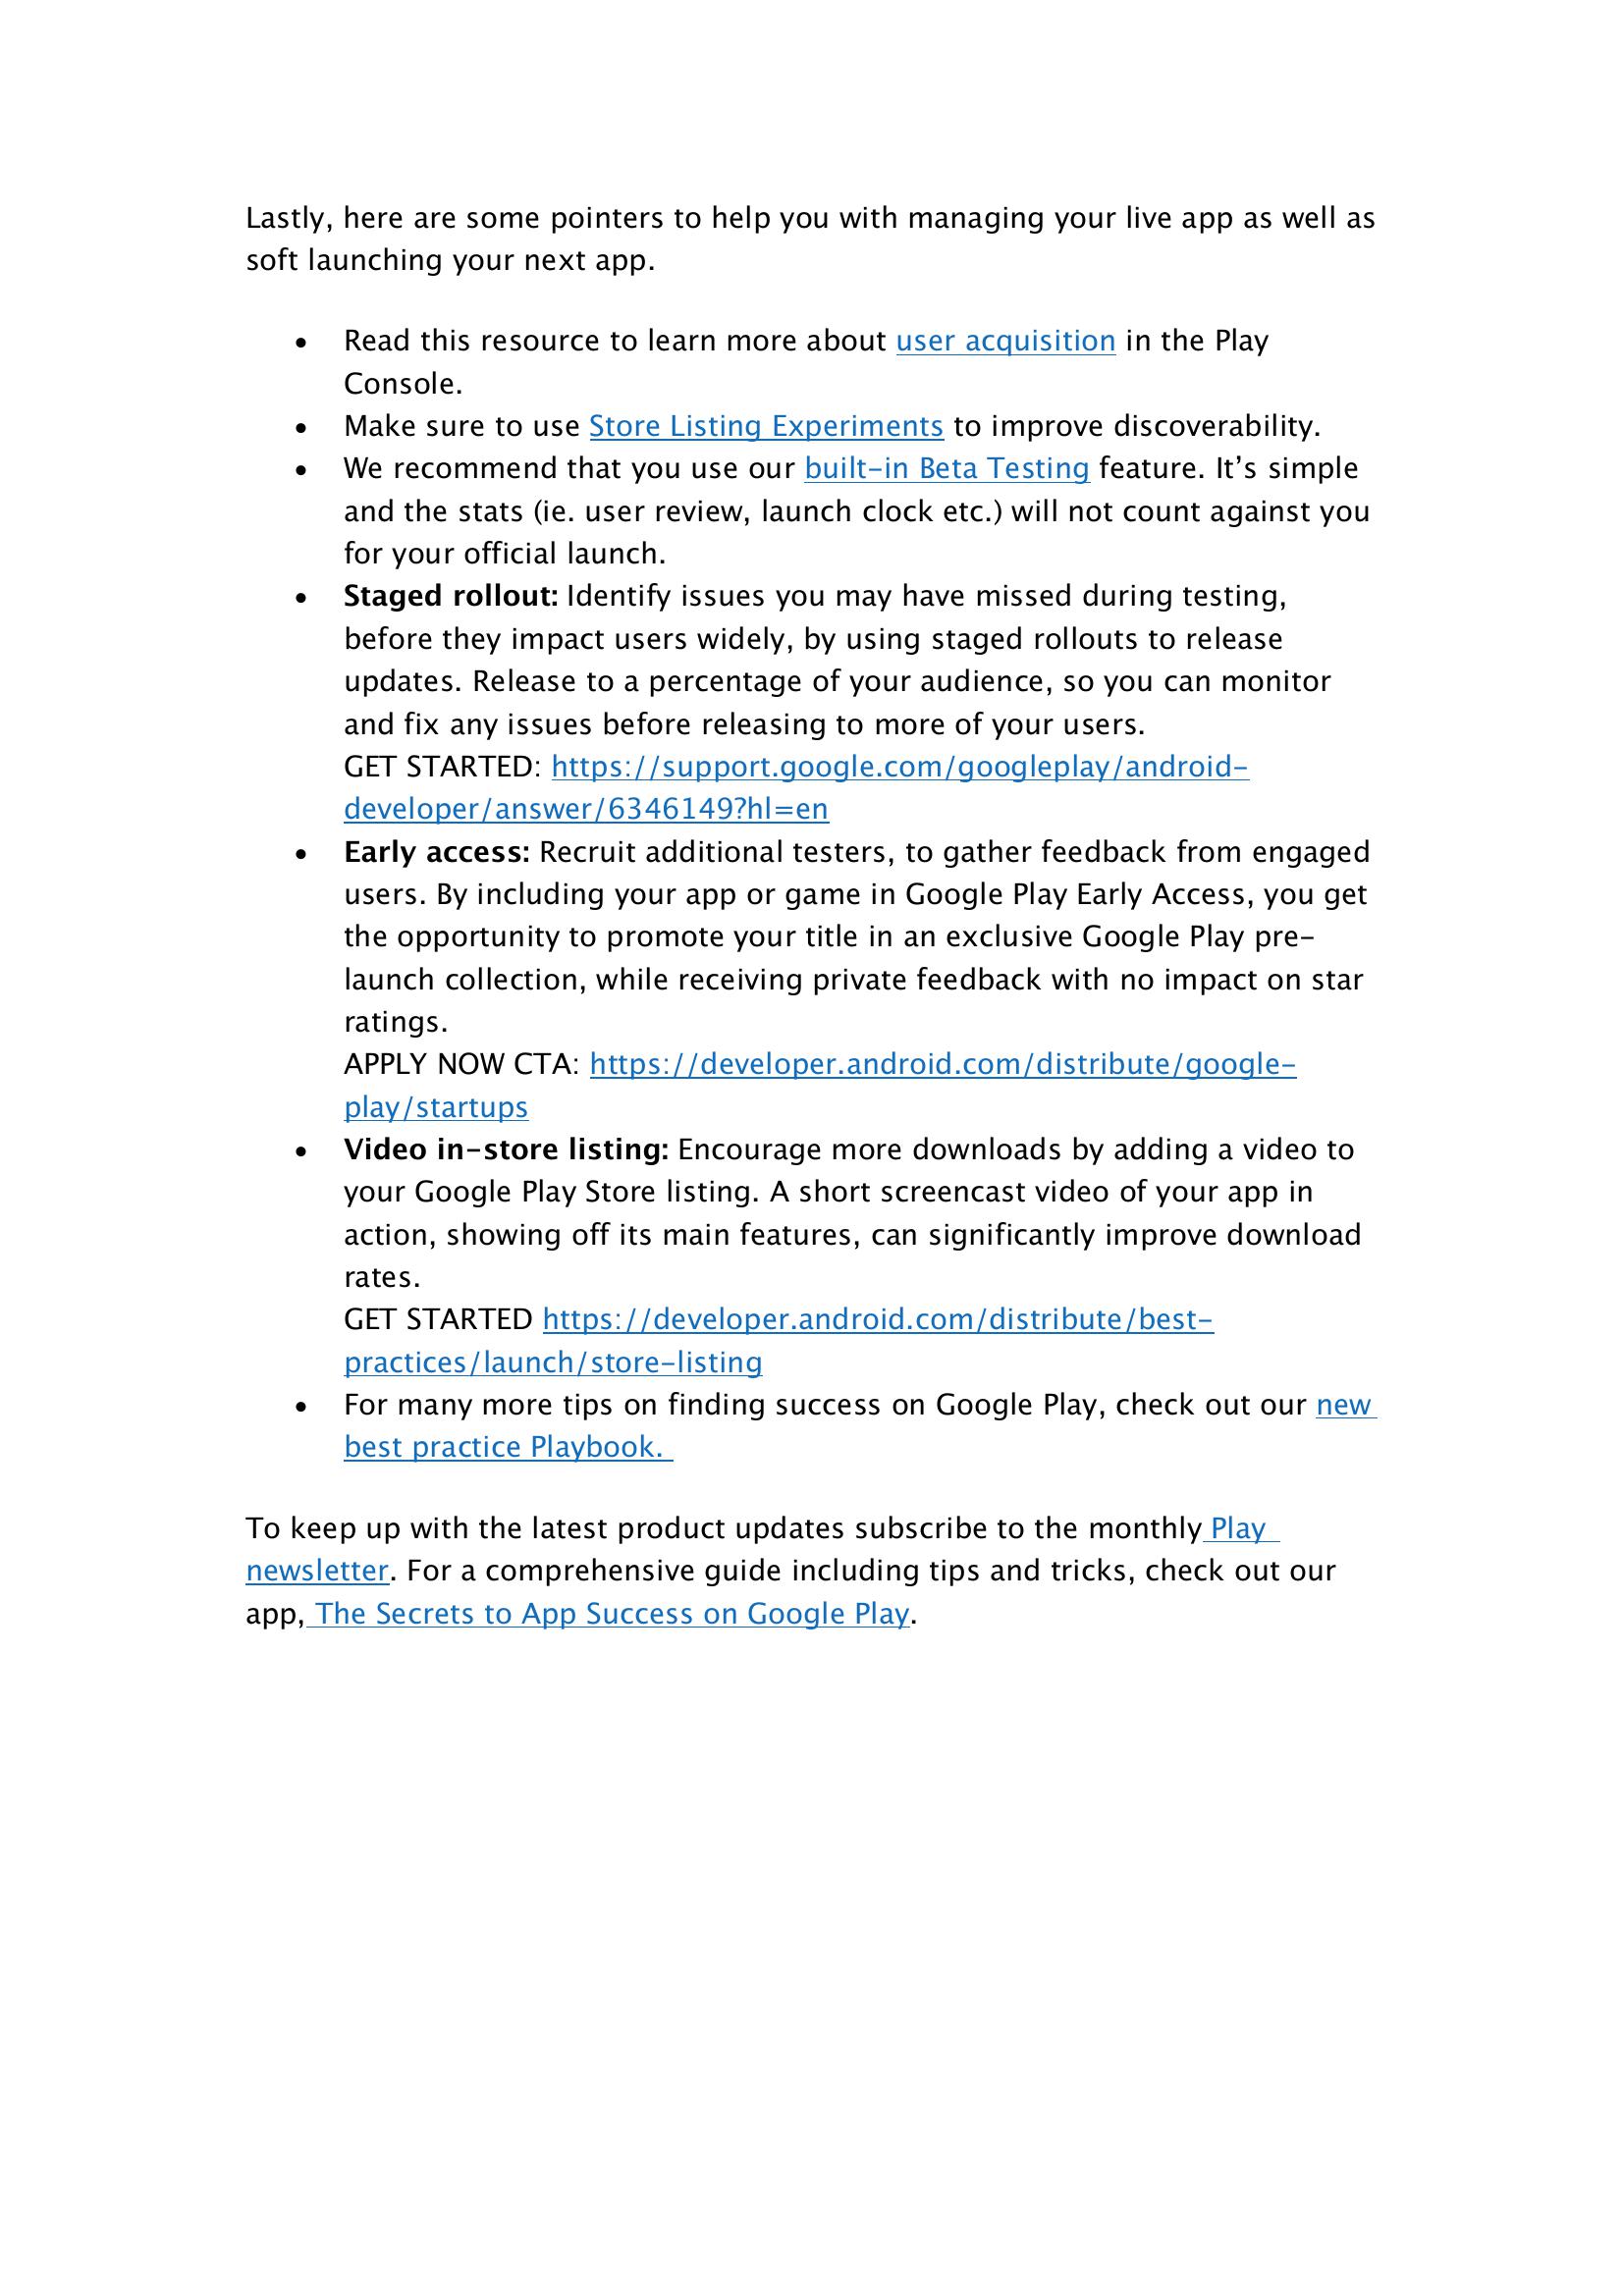 Lastly, here are some pointers to help you with managing your live app as well as
soft launching your next app.
• Read this resource to learn more about user acquisition in the Play
Console.
• Make sure to use Store Listing Experiments to improve discoverability.
• We recommend that you use our built-in Beta Testing feature. It’s simple
and the stats (ie. user review, launch clock etc.) will not count against you
for your official launch.
• Staged rollout: Identify issues you may have missed during testing,
before they impact users widely, by using staged rollouts to release
updates. Release to a percentage of your audience, so you can monitor
and fix any issues before releasing to more of your users.
GET STARTED: https://support.google.com/googleplay/android-
developer/answer/6346149?hl=en
• Early access: Recruit additional testers, to gather feedback from engaged
users. By including your app or game in Google Play Early Access, you get
the opportunity to promote your title in an exclusive Google Play pre-
launch collection, while receiving private feedback with no impact on star
ratings.
APPLY NOW CTA: https://developer.android.com/distribute/google-
play/startups
• Video in-store listing: Encourage more downloads by adding a video to
your Google Play Store listing. A short screencast video of your app in
action, showing off its main features, can significantly improve download
rates.
GET STARTED https://developer.android.com/distribute/best-
practices/launch/store-listing
• For many more tips on finding success on Google Play, check out our new
best practice Playbook.
To keep up with the latest product updates subscribe to the monthly Play
newsletter. For a comprehensive guide including tips and tricks, check out our
app, The Secrets to App Success on Google Play.